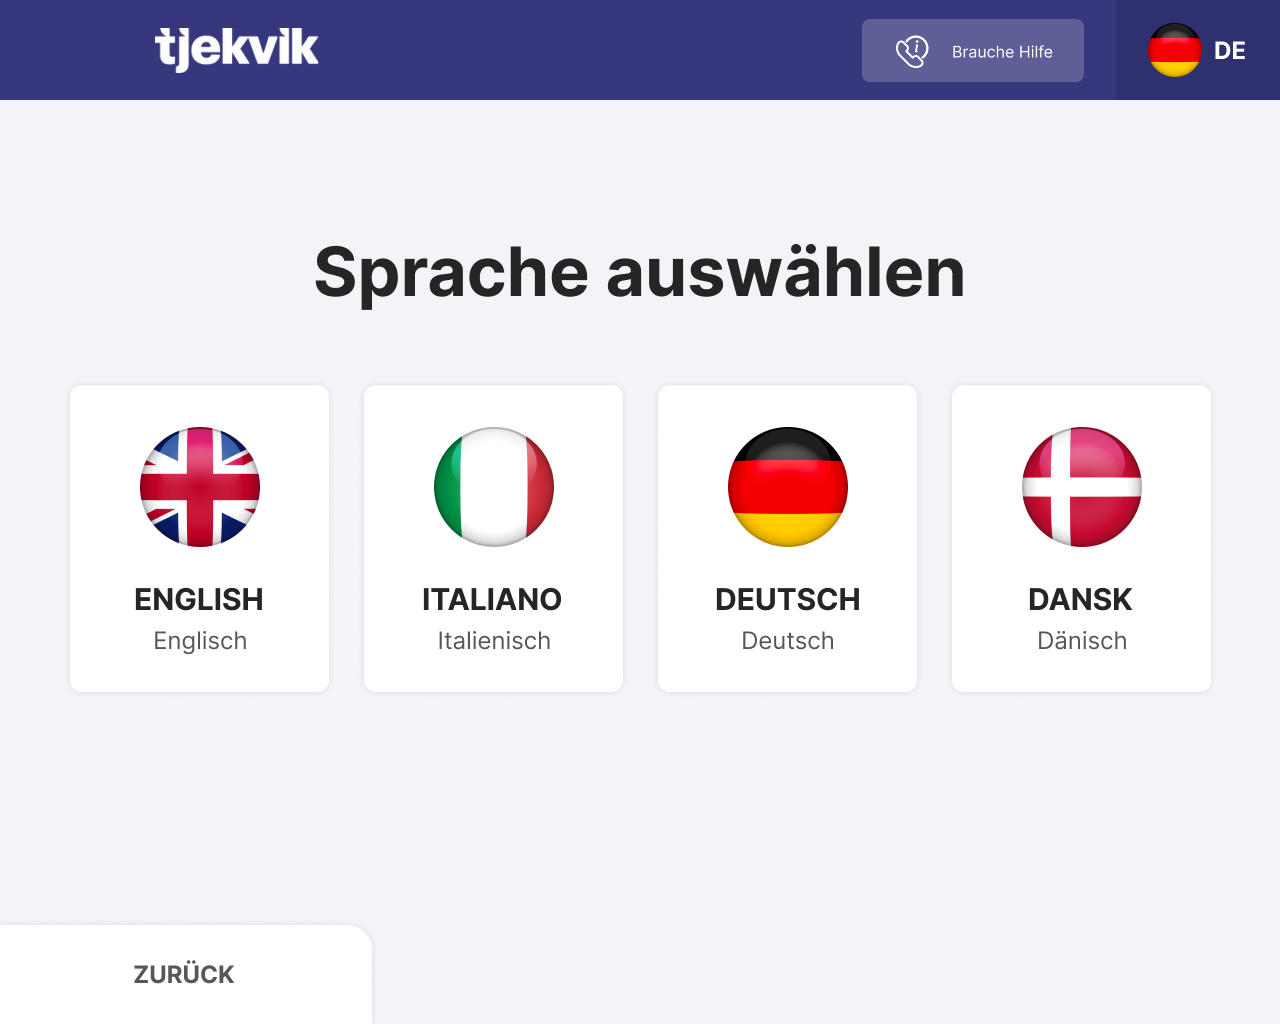 tjekvik
Brauche Hilfe
DE
Sprache auswählen
ENGLISH
Englisch
ITALIANO
Italienisch
DEUTSCH
Deutsch
DANSK
Dänisch
ZURÜCK